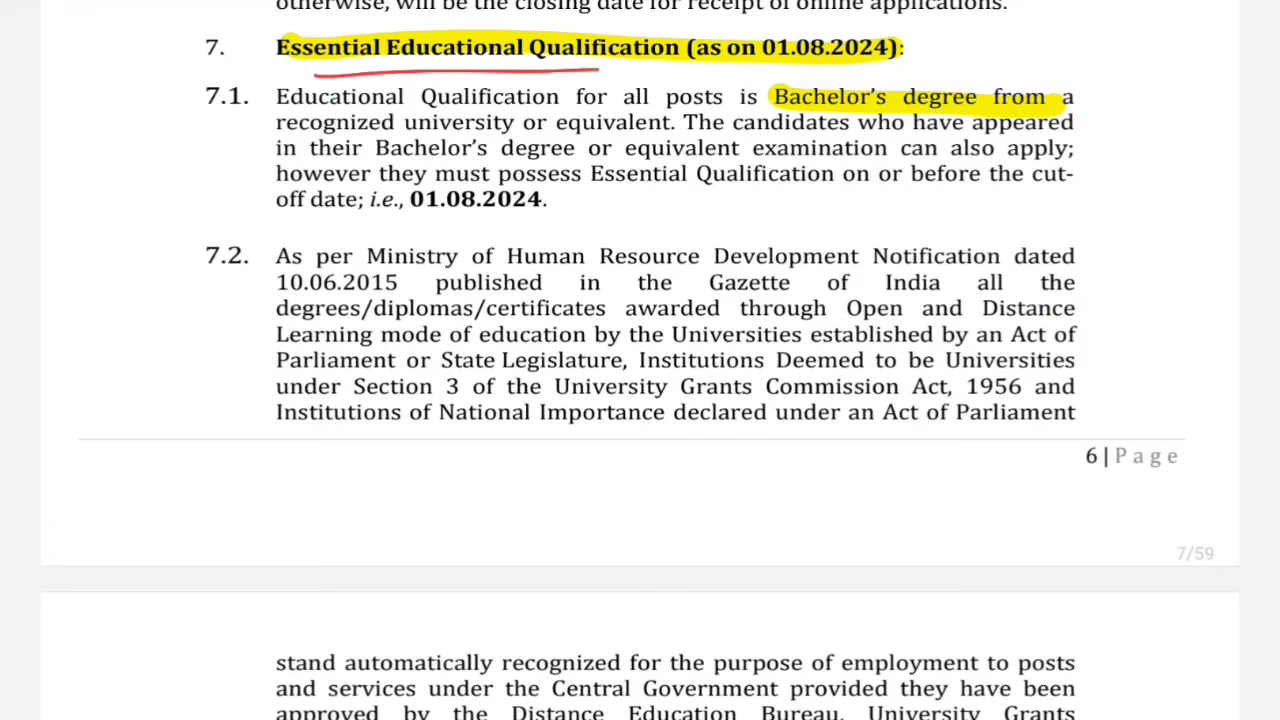 otherwise, will be the closing date for receipt of online applications.
7. Essential Educational Qualification (as on 01.08.2024):
7.1. Educational Qualification for all posts is Bachelor’s degree from a
recognized university or equivalent. The candidates who have appeared
in their Bachelor’s degree or equivalent examination can also apply;
however they must possess Essential Qualification on or before the cut-
off date; i.e., 01.08.2024.
7.2. As per Ministry of Human Resource Development Notification dated
10.06.2015 published in the Gazette of India all the
degrees/diplomas/certificates awarded through Open and Distance
Learning mode of education by the Universities established by an Act of
Parliament or State Legislature, Institutions Deemed to be Universities
under Section 3 of the University Grants Commission Act, 1956 and
Institutions of National Importance declared under an Act of Parliament
6 | P a g e
7/59
stand automatically recognized for the purpose of employment to posts
and services under the Central Government provided they have been
approved by the Distance Education Bureau, University Grants